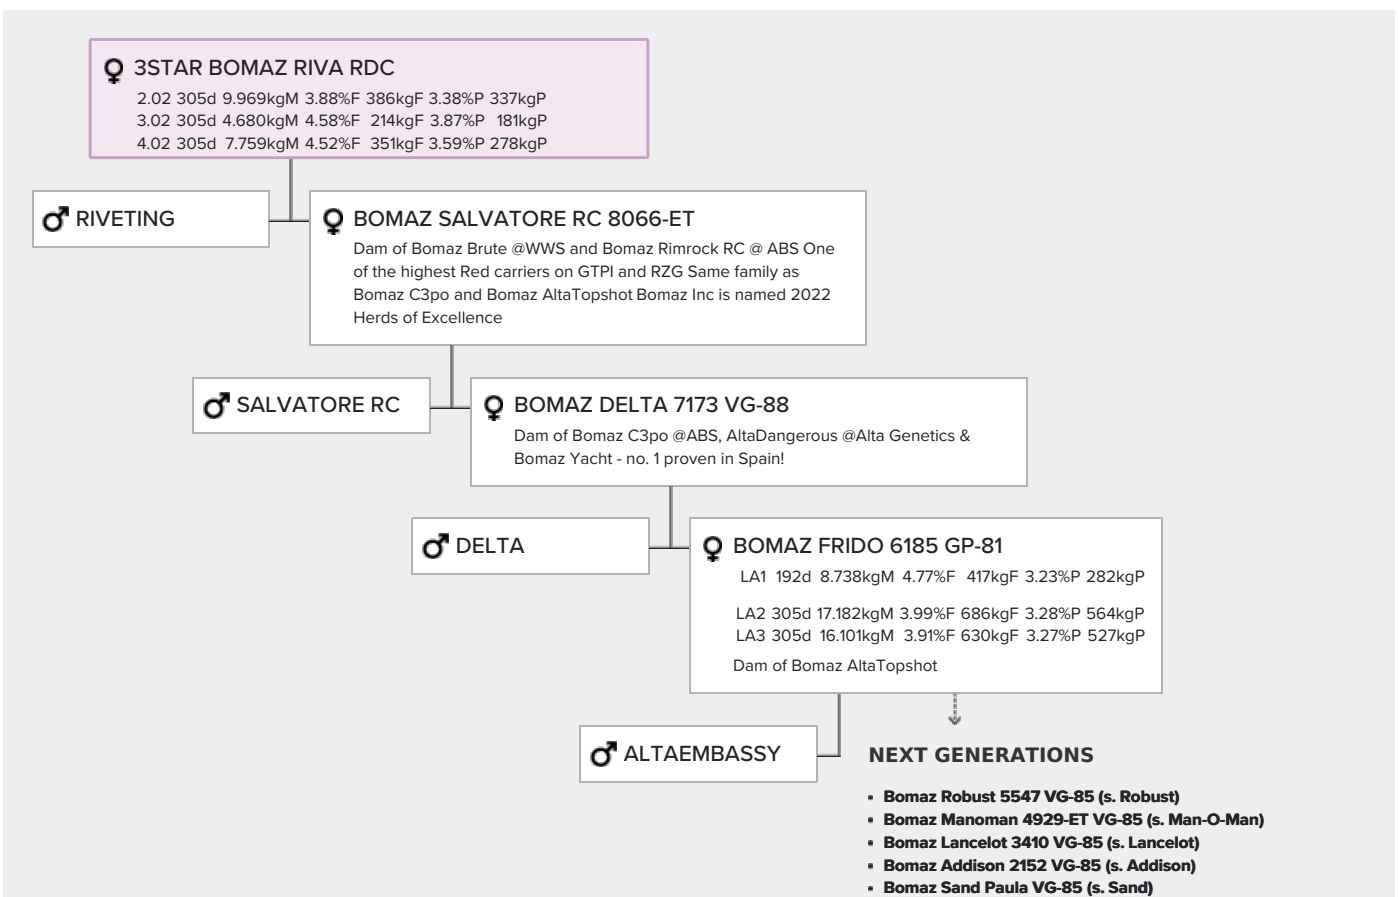 3STAR BOMAZ RIVA RDC
2.02 305d 9.969kgM 3.88%F 386kgF 3.38%P 337kgP
3.02 305d 4.680kgM 4.58%F 214kgF 3.87%P 181kgP
4.02 305d 7.759kgM 4.52%F 351kgF 3.59%P 278kgP
RIVETING
BOMAZ SALVATORE RC 8066-ET
Dam of Bomaz Brute @WWS and Bomaz Rimrock RC @ ABS One
of the highest Red carriers on GTPI and RZG Same family as
Bomaz C3po and Bomaz AltaTopshot Bomaz Inc is named 2022
Herds of Excellence
SALVATORE RC
BOMAZ DELTA 7173 VG-88
Dam of Bomaz C3po @ABS, AltaDangerous @Alta Genetics &
Bomaz Yacht - no. 1 proven in Spain!
DELTA
BOMAZ FRIDO 6185 GP-81
LA1 192d 8.738kgM 4.77%F 417kgF 3.23%P 282kgP
LA2 305d 17.182kgM 3.99%F 686kgF 3.28%P 564kgP
LA3 305d 16.101kgM 3.91%F 630kgF 3.27%P 527kgP
Dam of Bomaz AltaTopshot
ALTAEMBASSY
NEXT GENERATIONS
• Bomaz Robust 5547 VG-85 (s. Robust)
• Bomaz Manoman 4929-ET VG-85 (s. Man-O-Man)
• Bomaz Lancelot 3410 VG-85 (s. Lancelot)
• Bomaz Addison 2152 VG-85 (s. Addison)
• Bomaz Sand Paula VG-85 (s. Sand)